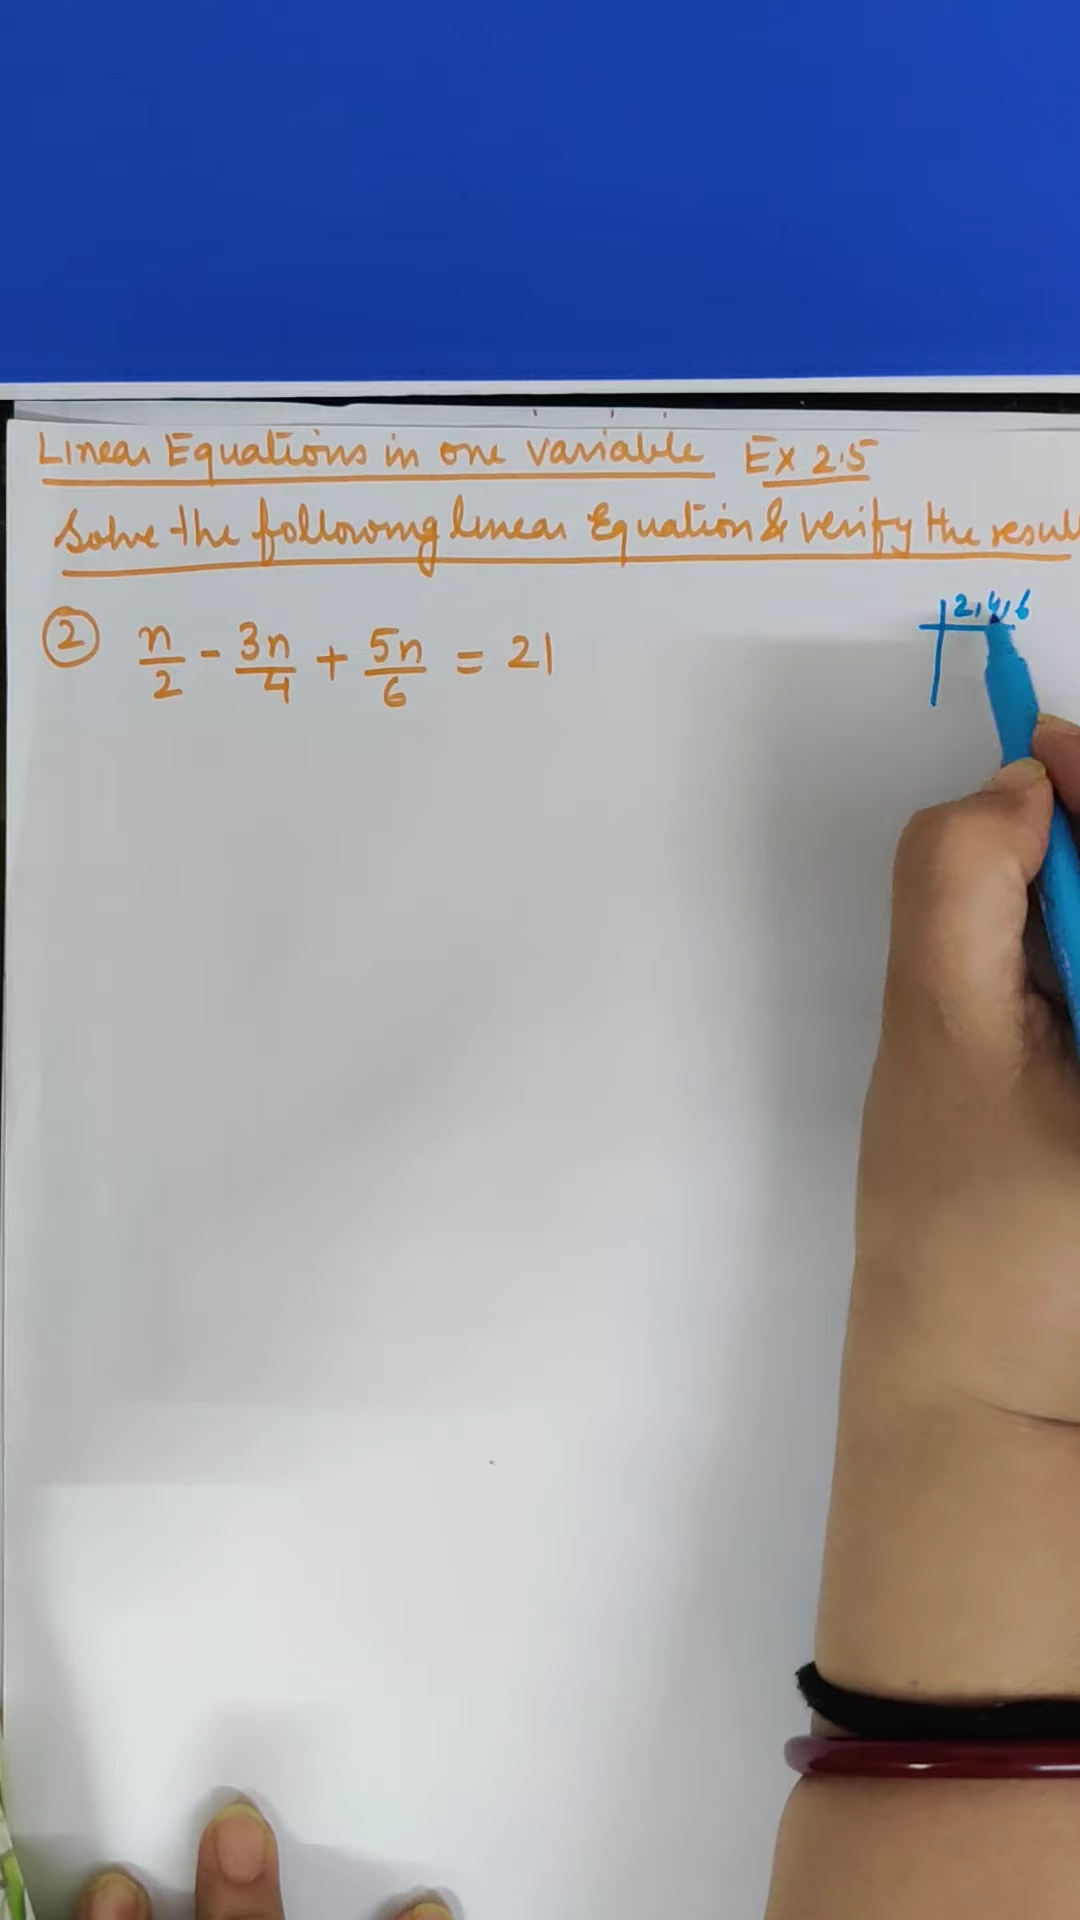 Linear Equations in one variable Ex 2.5
Solve the following linear Equation & verify the resul
② n/2 - 3n/4 + 5n/6 = 21
2, 4, 6